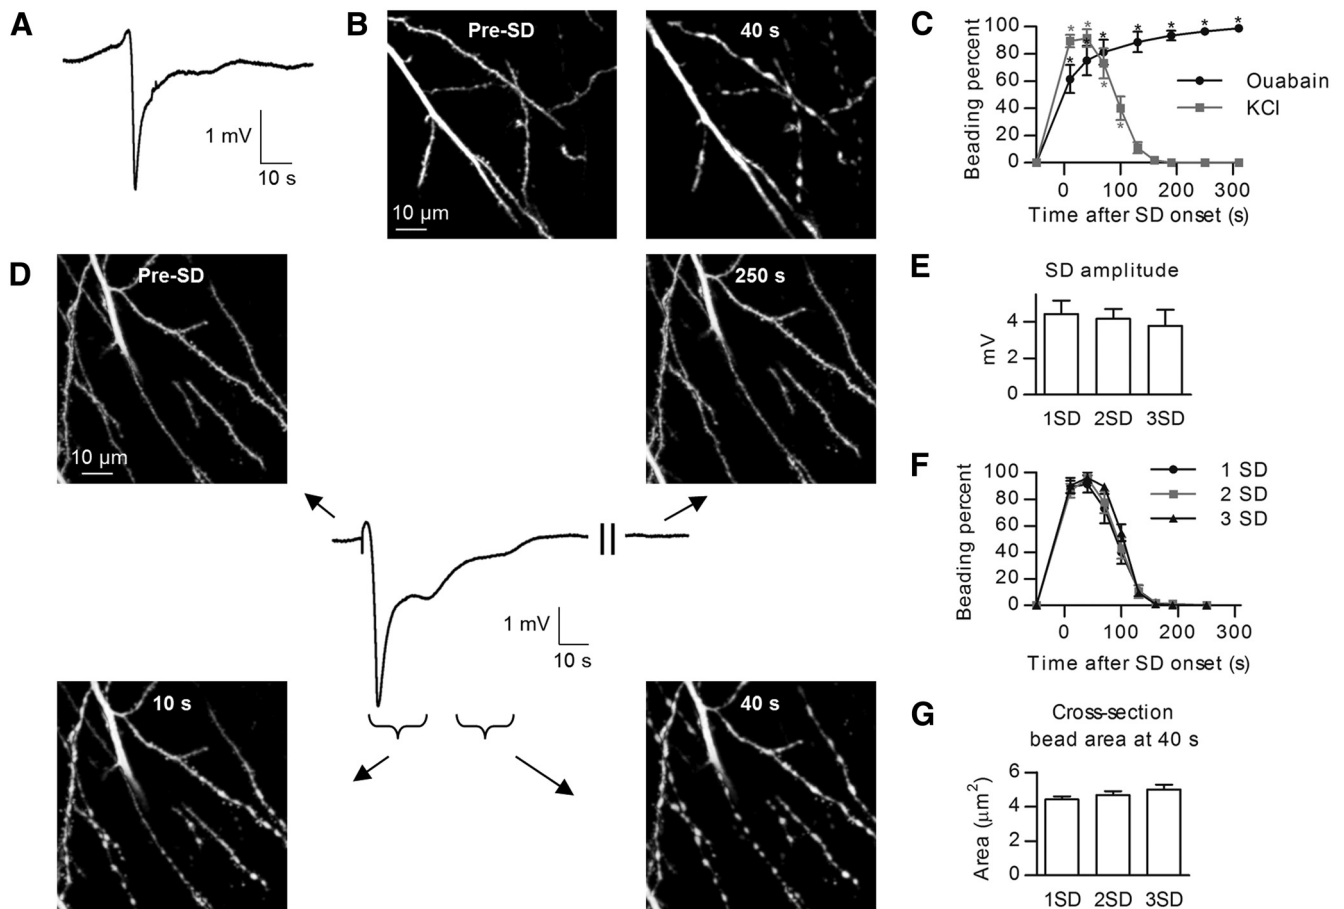 A
1 mV
10 s
B
Pre-SD
10 µm
40 s
C
Beading percent
100
80
60
40
20
0
* * * * * * * *
* * * *
Ouabain
KCl
0 100 200 300
Time after SD onset (s)
D
Pre-SD
10 µm
250 s
1 mV
10 s
10 s
40 s
E
SD amplitude
mV
4
2
0
1SD 2SD 3SD
F
Beading percent
100
80
60
40
20
0
1 SD
2 SD
3 SD
0 100 200 300
Time after SD onset (s)
G
Cross-section
bead area at 40 s
Area (µm²)
6
4
2
0
1SD 2SD 3SD